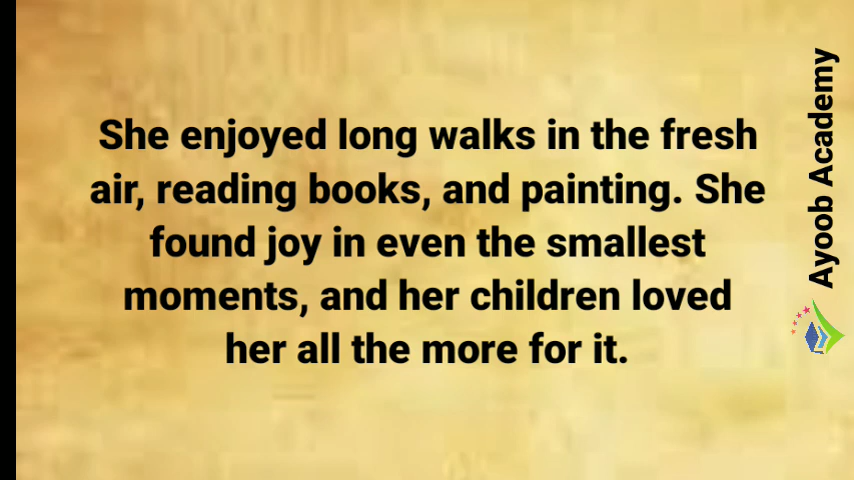 She enjoyed long walks in the fresh
air, reading books, and painting. She
found joy in even the smallest
moments, and her children loved
her all the more for it.
Ayoob Academy